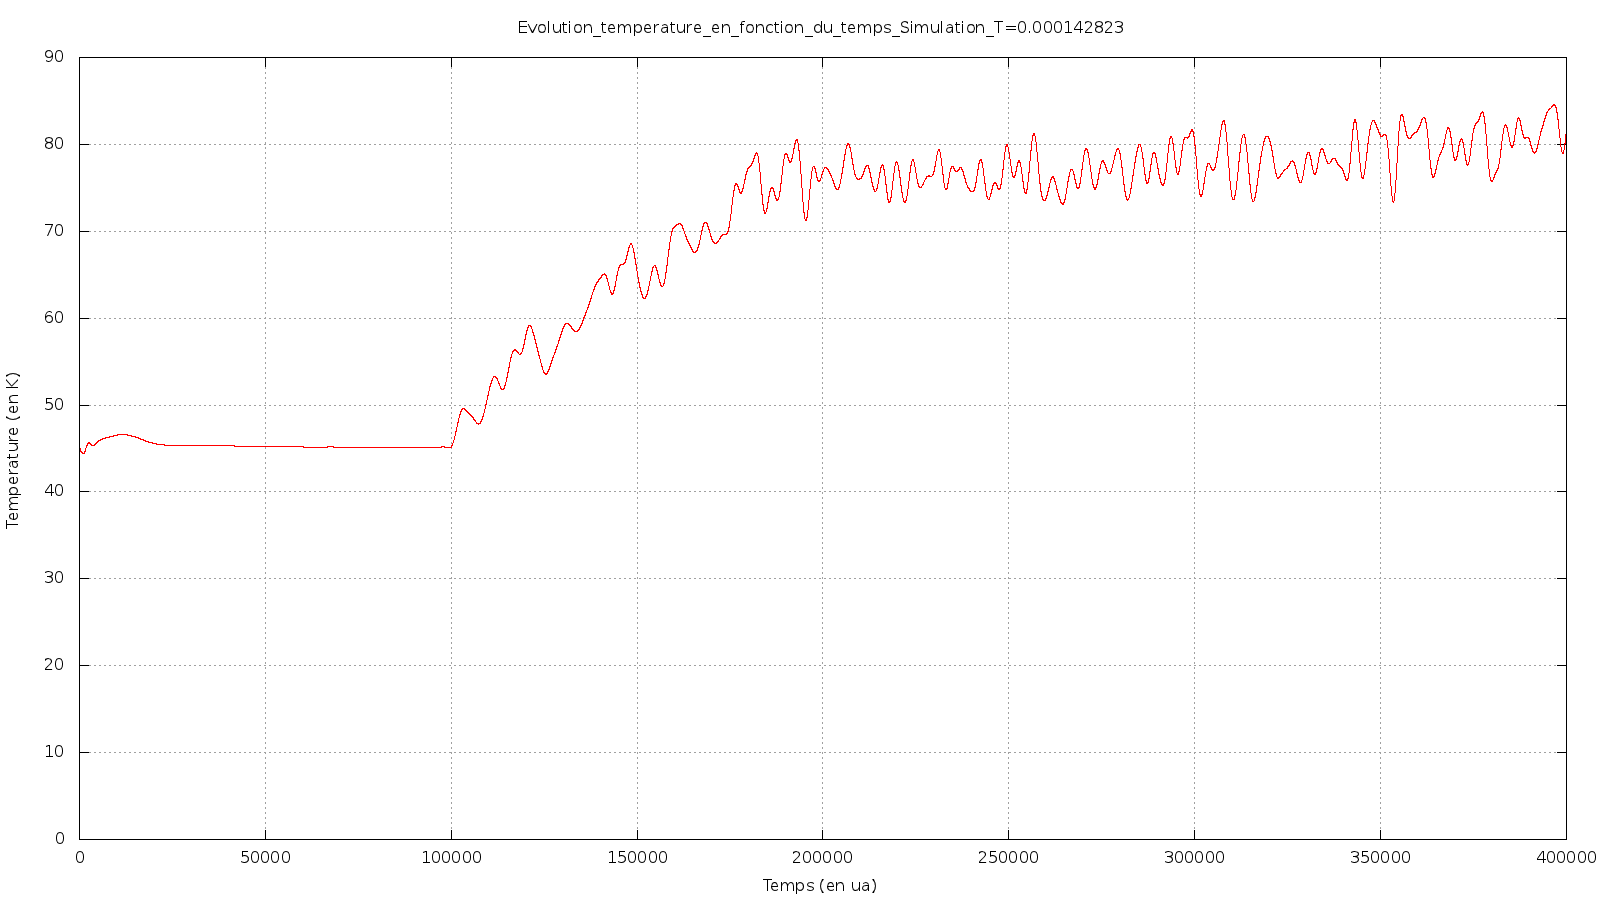 Evolution_temperature_en_fonction_du_temps_Simulation_T=0.000142823
90
80
70
60
50
40
30
20
10
0
Temperature (en K)
0 50000 100000 150000 200000 250000 300000 350000 400000
Temps (en ua)